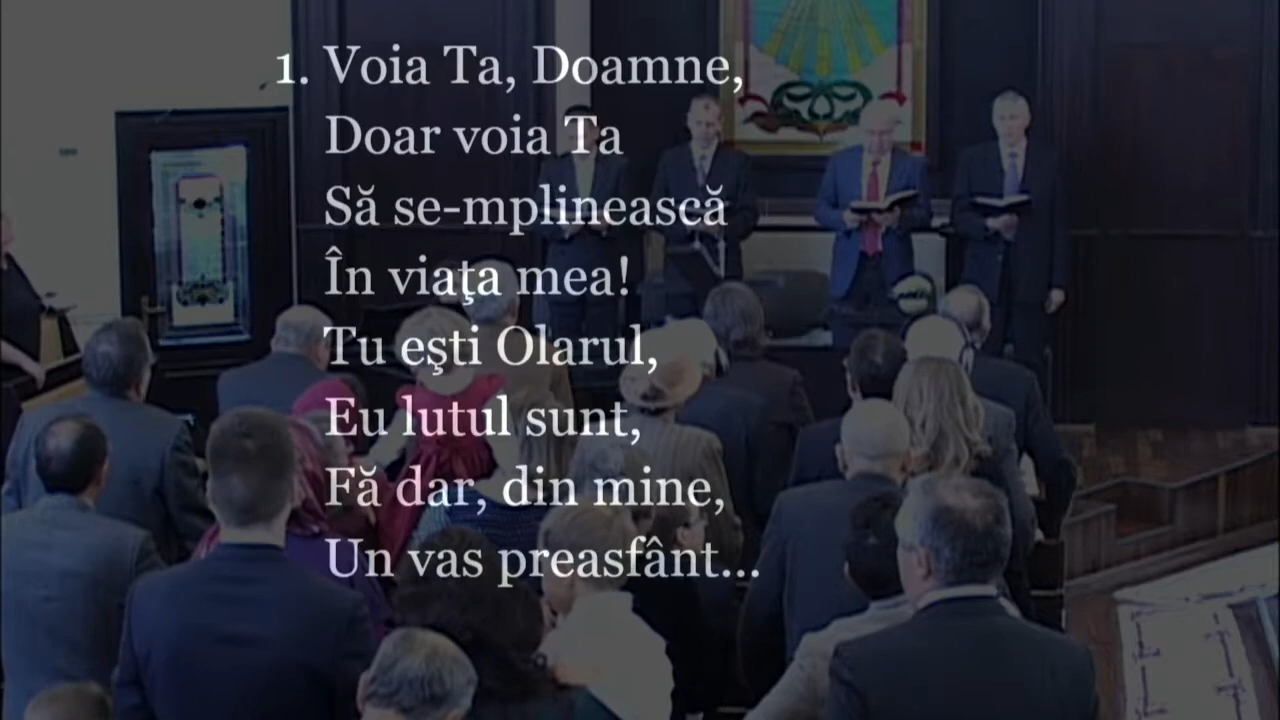 1. Voia Ta, Doamne,
Doar voia Ta
Să se-mplinească
În viaţa mea!
Tu eşti Olarul,
Eu lutul sunt,
Fă dar, din mine,
Un vas preasfânt...